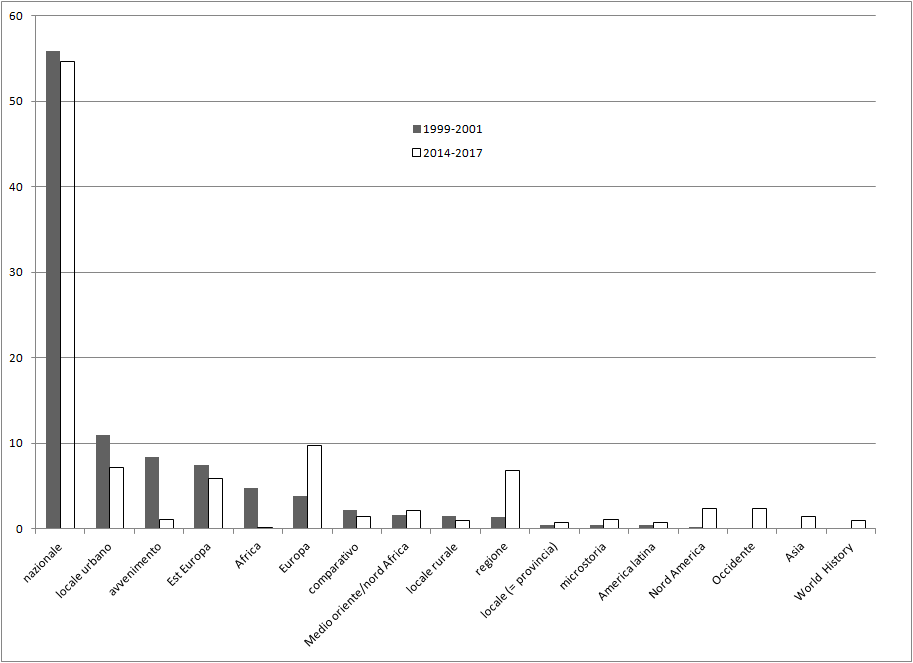 60
50
40
30
20
10
0
1999-2001
2014-2017
nazionale
locale urbano
avvenimento
Est Europa
Africa
Europa
comparativo
Medio oriente/nord Africa
locale rurale
regione
locale (= provincia)
microstoria
America latina
Nord America
Occidente
Asia
World History